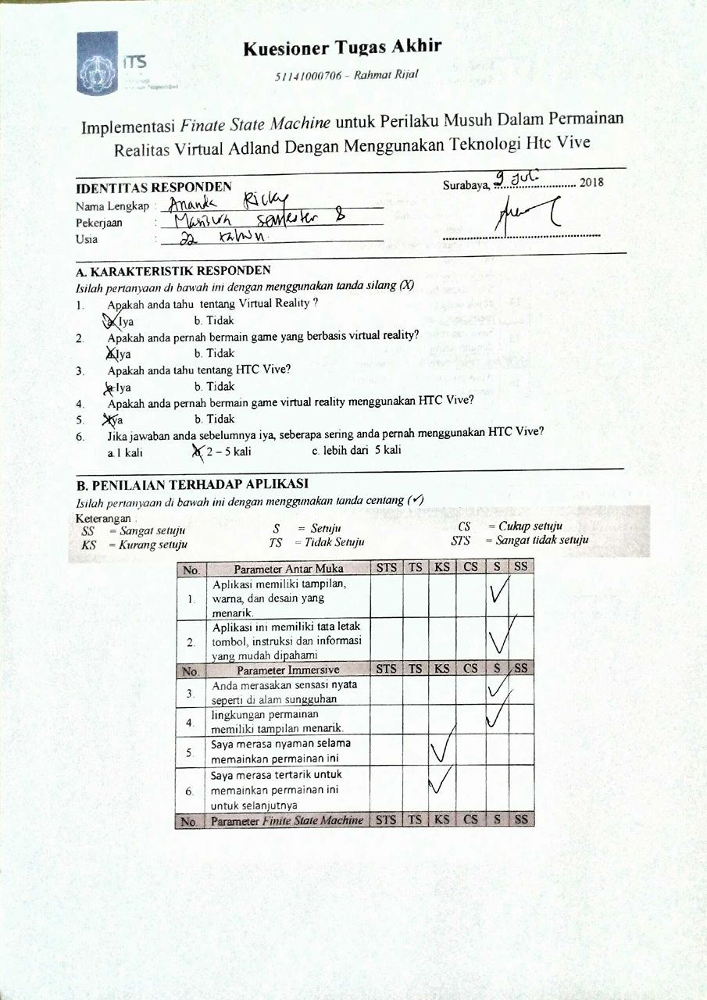 ITS
Kuesioner Tugas Akhir
51141000706 – Rahmat Rijal
Implementasi Finate State Machine untuk Perilaku Musuh Dalam Permainan
Realitas Virtual Adland Dengan Menggunakan Teknologi Htc Vive
IDENTITAS RESPONDEN
Surabaya, 9 Juli 2018
Nama Lengkap : Ananda Ricky
Pekerjaan : semester 8
Usia : 22 tahun
A. KARAKTERISTIK RESPONDEN
Isilah pertanyaan di bawah ini dengan menggunakan tanda silang (X)
1. Apakah anda tahu tentang Virtual Reality ?
a. Iya b. Tidak
2. Apakah anda pernah bermain game yang berbasis virtual reality?
a. Iya b. Tidak
3. Apakah anda tahu tentang HTC Vive?
a. Iya b. Tidak
4. Apakah anda pernah bermain game virtual reality menggunakan HTC Vive?
5. Iya b. Tidak
6. Jika jawaban anda sebelumnya iya, seberapa sering anda pernah menggunakan HTC Vive?
a. 1 kali 2 – 5 kali c. lebih dari 5 kali
B. PENILAIAN TERHADAP APLIKASI
Isilah pertanyaan di bawah ini dengan menggunakan tanda centang (✓)
Keterangan :
SS = Sangat setuju S = Setuju CS = Cukup setuju
KS = Kurang setuju TS = Tidak Setuju STS = Sangat tidak setuju
No. Parameter Antar Muka STS TS KS CS S SS
1. Aplikasi memiliki tampilan,
warna, dan desain yang
menarik. ✓
2. Aplikasi ini memiliki tata letak
tombol, instruksi dan informasi
yang mudah dipahami ✓
No. Parameter Immersive STS TS KS CS S SS
3. Anda merasakan sensasi nyata
seperti di alam sungguhan ✓
4. lingkungan permainan
memiliki tampilan menarik. ✓
5. Saya merasa nyaman selama
memainkan permainan ini ✓
6. Saya merasa tertarik untuk
memainkan permainan ini
untuk selanjutnya ✓
No. Parameter Finite State Machine STS TS KS CS S SS